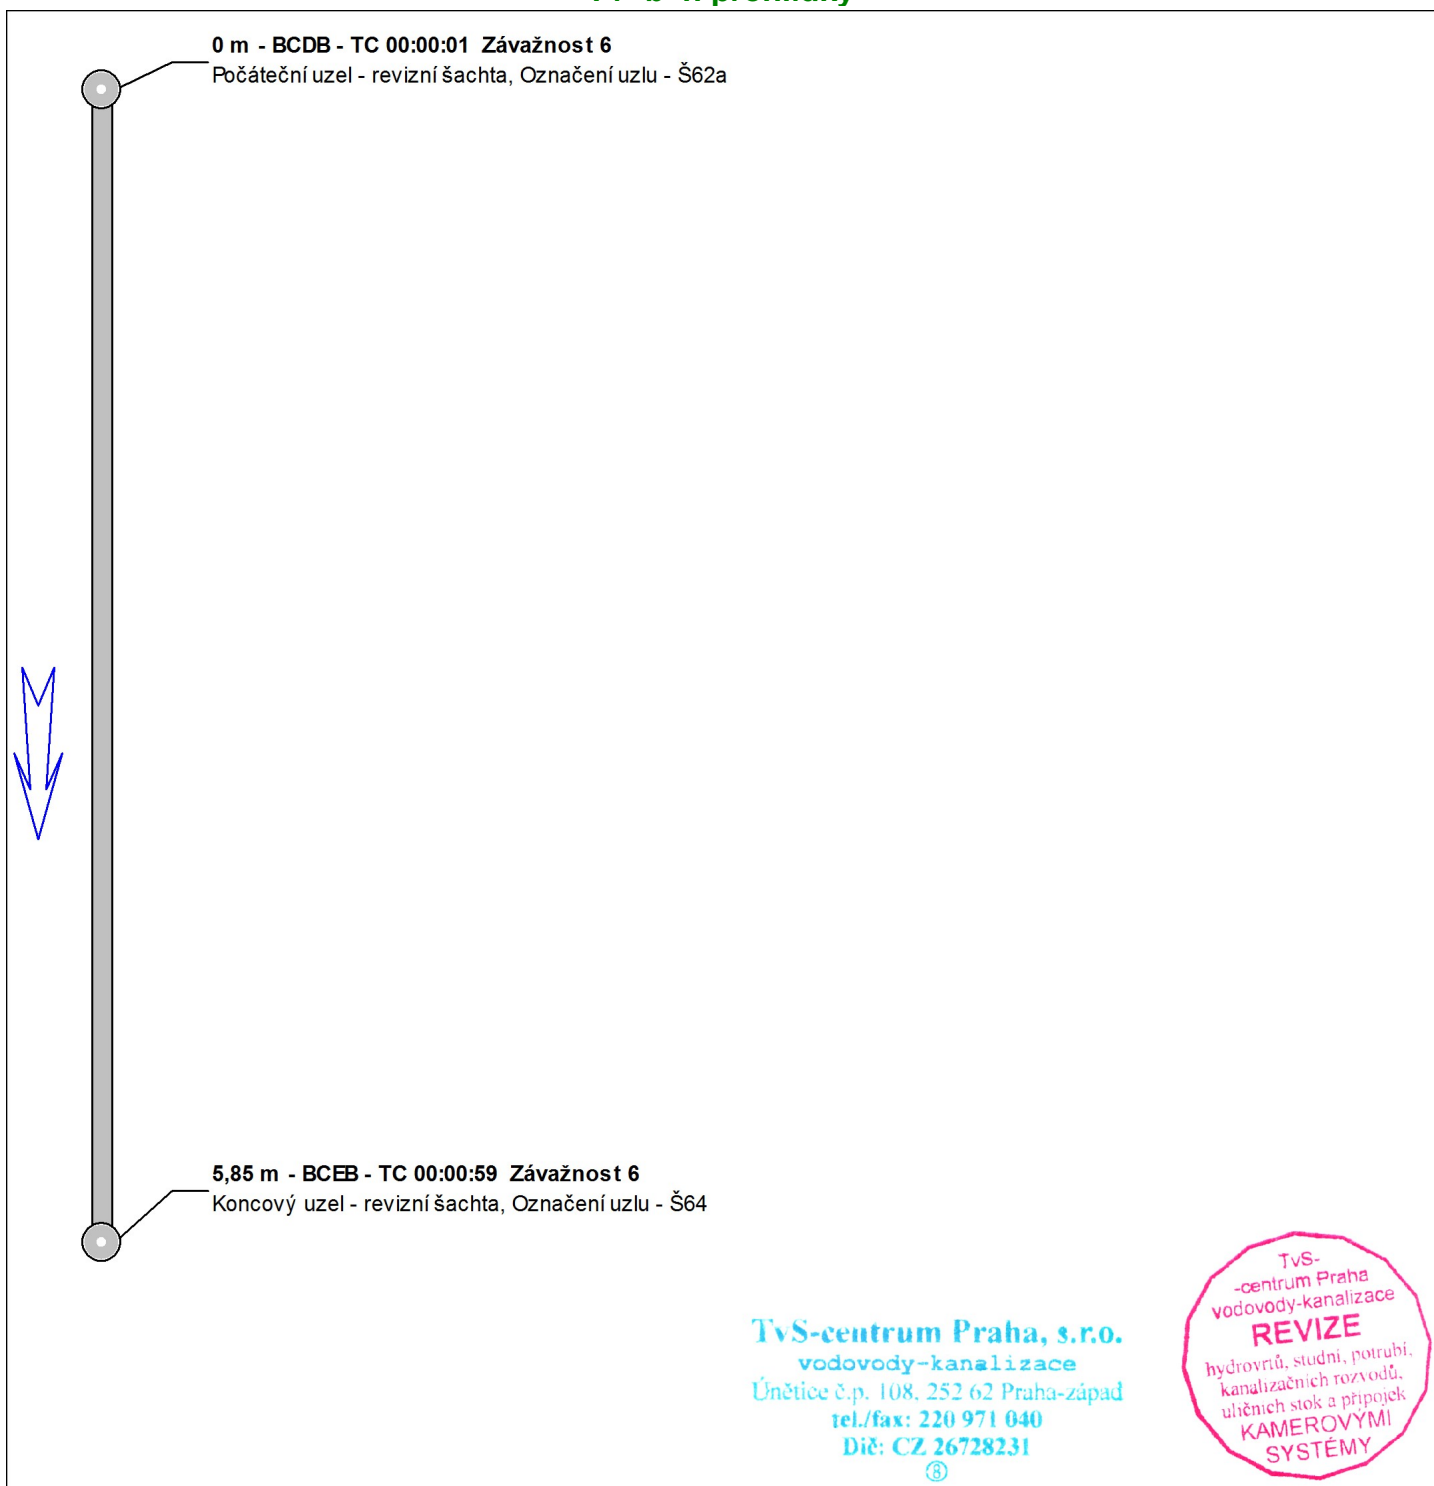 0 m - BCDB - TC 00:00:01 Závažnost 6
Počáteční uzel - revizní šachta, Označení uzlu - Š62a
5,85 m - BCEB - TC 00:00:59 Závažnost 6
Koncový uzel - revizní šachta, Označení uzlu - Š64
TvS-centrum Praha, s.r.o.
vodovody-kanalizace
Únětice č.p. 108, 252 62 Praha-západ
tel./fax: 220 971 040
Dič: CZ 26728231
⑧
TvS-
-centrum Praha
vodovody-kanalizace
REVIZE
hydrovrtů, studní, potrubí,
kanalizačních rozvodů,
uličních stok a přípojek
KAMEROVÝMI
SYSTÉMY